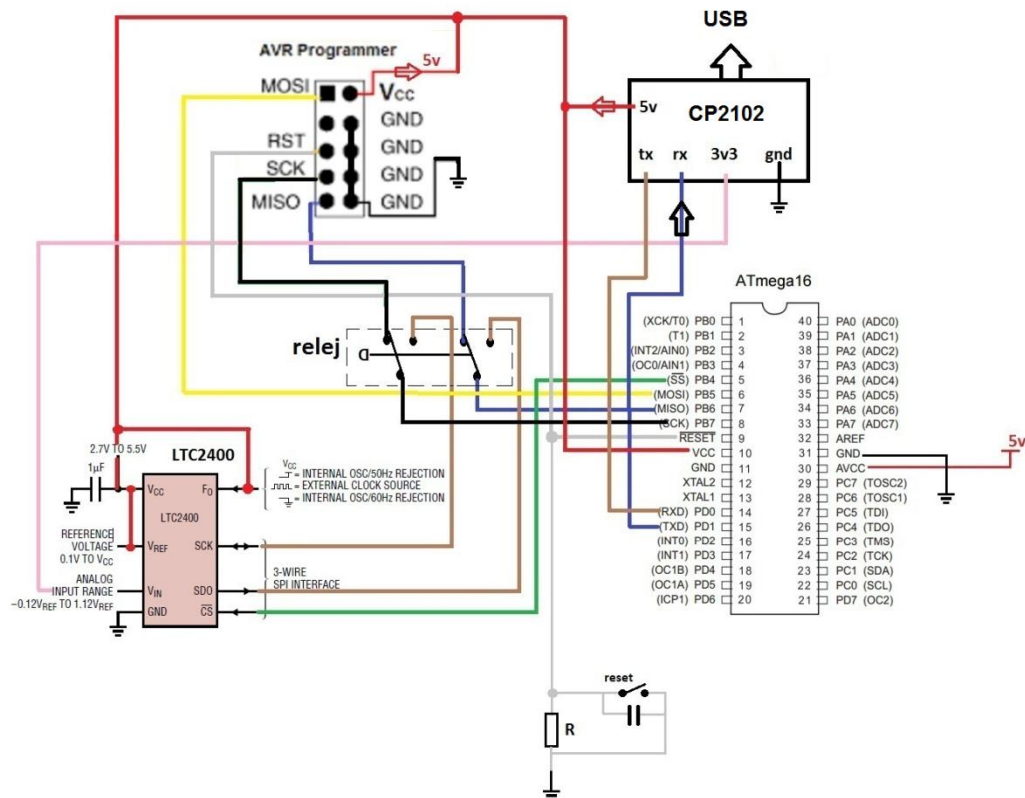 USB
AVR Programmer
5v
MOSI
Vcc
GND
RST
GND
SCK
GND
MISO
GND
5v
CP2102
tx rx 3v3 gnd
relej
ATmega16
(XCK/T0) PB0 1 40 PA0 (ADC0)
(T1) PB1 2 39 PA1 (ADC1)
(INT2/AIN0) PB2 3 38 PA2 (ADC2)
(OC0/AIN1) PB3 4 37 PA3 (ADC3)
(SS) PB4 5 36 PA4 (ADC4)
(MOSI) PB5 6 35 PA5 (ADC5)
(MISO) PB6 7 34 PA6 (ADC6)
(SCK) PB7 8 33 PA7 (ADC7)
RESET 9 32 AREF
VCC 10 31 GND
GND 11 30 AVCC
5v
XTAL2 12 29 PC7 (TOSC2)
XTAL1 13 28 PC6 (TOSC1)
(RXD) PD0 14 27 PC5 (TDI)
(TXD) PD1 15 26 PC4 (TDO)
(INT0) PD2 16 25 PC3 (TMS)
(INT1) PD3 17 24 PC2 (TCK)
(OC1B) PD4 18 23 PC1 (SDA)
(OC1A) PD5 19 22 PC0 (SCL)
(ICP1) PD6 20 21 PD7 (OC2)
2.7V TO 5.5V
LTC2400
1µF
VCC
FO
LTC2400
VCC
= INTERNAL OSC/50Hz REJECTION
= EXTERNAL CLOCK SOURCE
= INTERNAL OSC/60Hz REJECTION
REFERENCE
VOLTAGE
0.1V TO VCC
VREF
SCK
ANALOG
INPUT RANGE
–0.12VREF TO 1.12VREF
VIN
SDO
GND
CS
3-WIRE
SPI INTERFACE
reset
R